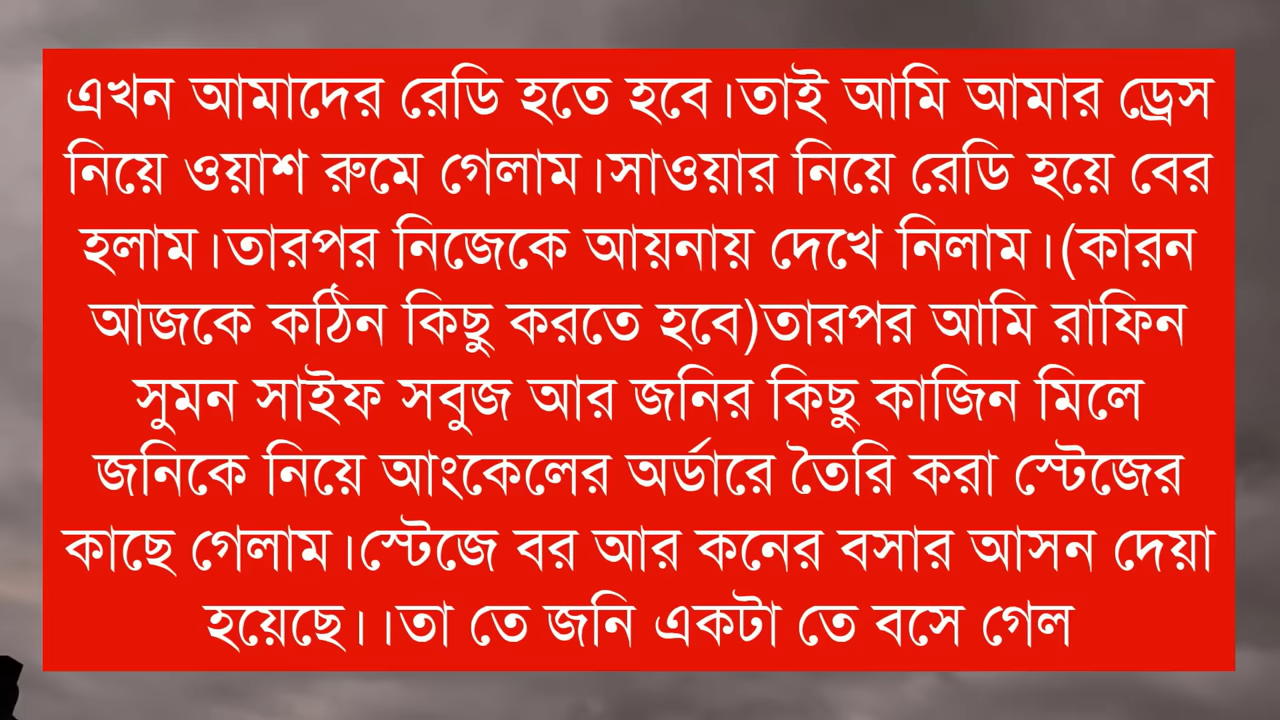 এখন আমাদের রেডি হতে হবে।তাই আমি আমার ড্রেস
নিয়ে ওয়াশ রুমে গেলাম।সাওয়ার নিয়ে রেডি হয়ে বের
হলাম।তারপর নিজেকে আয়নায় দেখে নিলাম।(কারন
আজকে কঠিন কিছু করতে হবে)তারপর আমি রাফিন
সুমন সাইফ সবুজ আর জনির কিছু কাজিন মিলে
জনিকে নিয়ে আংকেলের অর্ডারে তৈরি করা স্টেজের
কাছে গেলাম।স্টেজে বর আর কনের বসার আসন দেয়া
হয়েছে।।তা তে জনি একটা তে বসে গেল